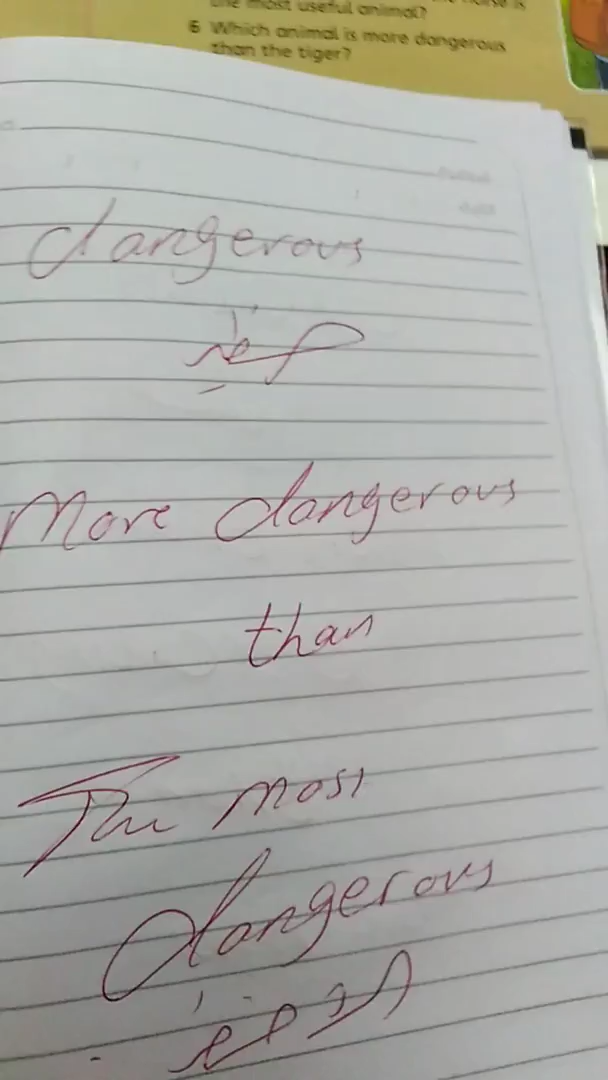 the most useful animal?
6 Which animal is more dangerous
than the tiger?
dangerous
More dangerous
than
The most
dangerous